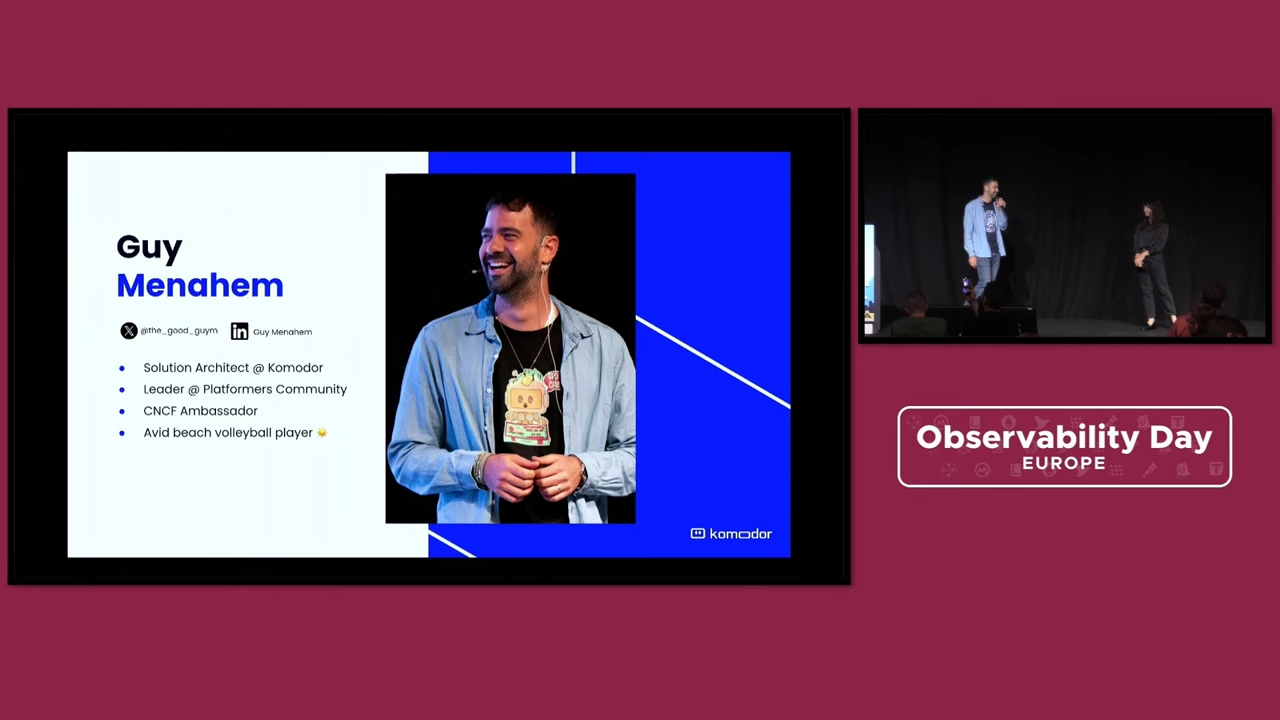 Guy
Menahem
@the_good_guym
Guy Menahem
Solution Architect @ Komodor
Leader @ Platformers Community
CNCF Ambassador
Avid beach volleyball player ☀️
komodor
Observability Day
EUROPE